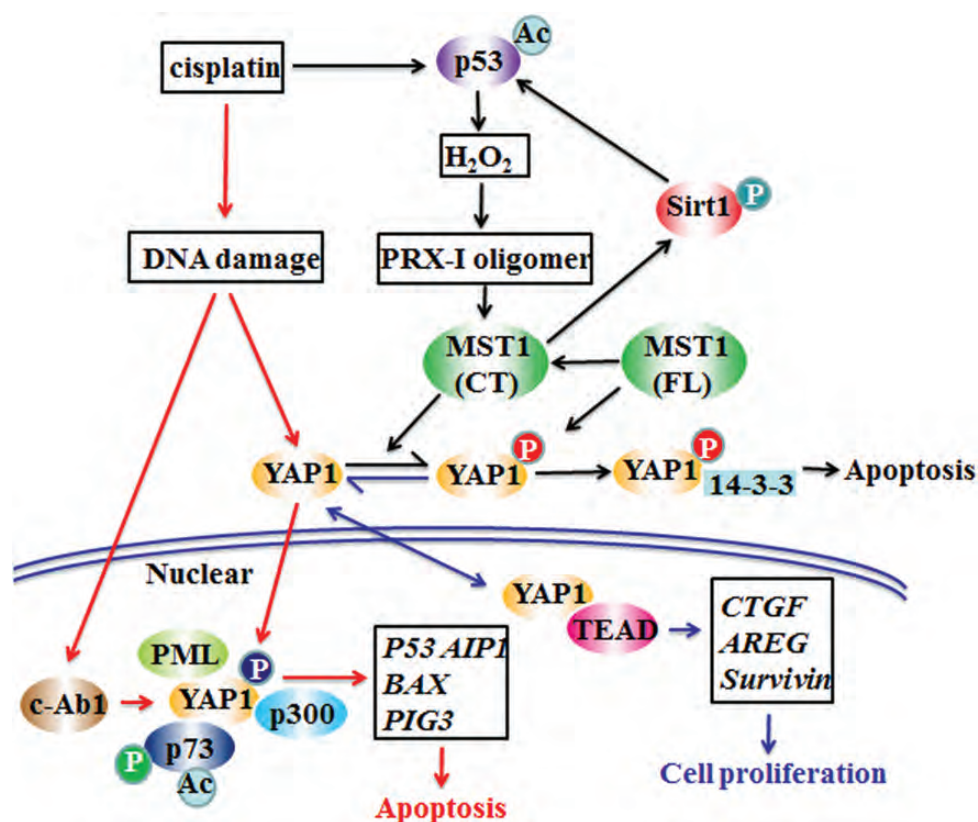 Ac
cisplatin
p53
H₂O₂
Sirt1
P
DNA damage
PRX-I oligomer
MST1
(CT)
MST1
(FL)
P
P
YAP1
YAP1
YAP1
14-3-3
Apoptosis
Nuclear
YAP1
TEAD
CTGF
AREG
Survivin
PML
P
P53 AIP1
BAX
PIG3
c-Ab1
YAP1
p300
p73
P
Ac
Apoptosis
Cell proliferation